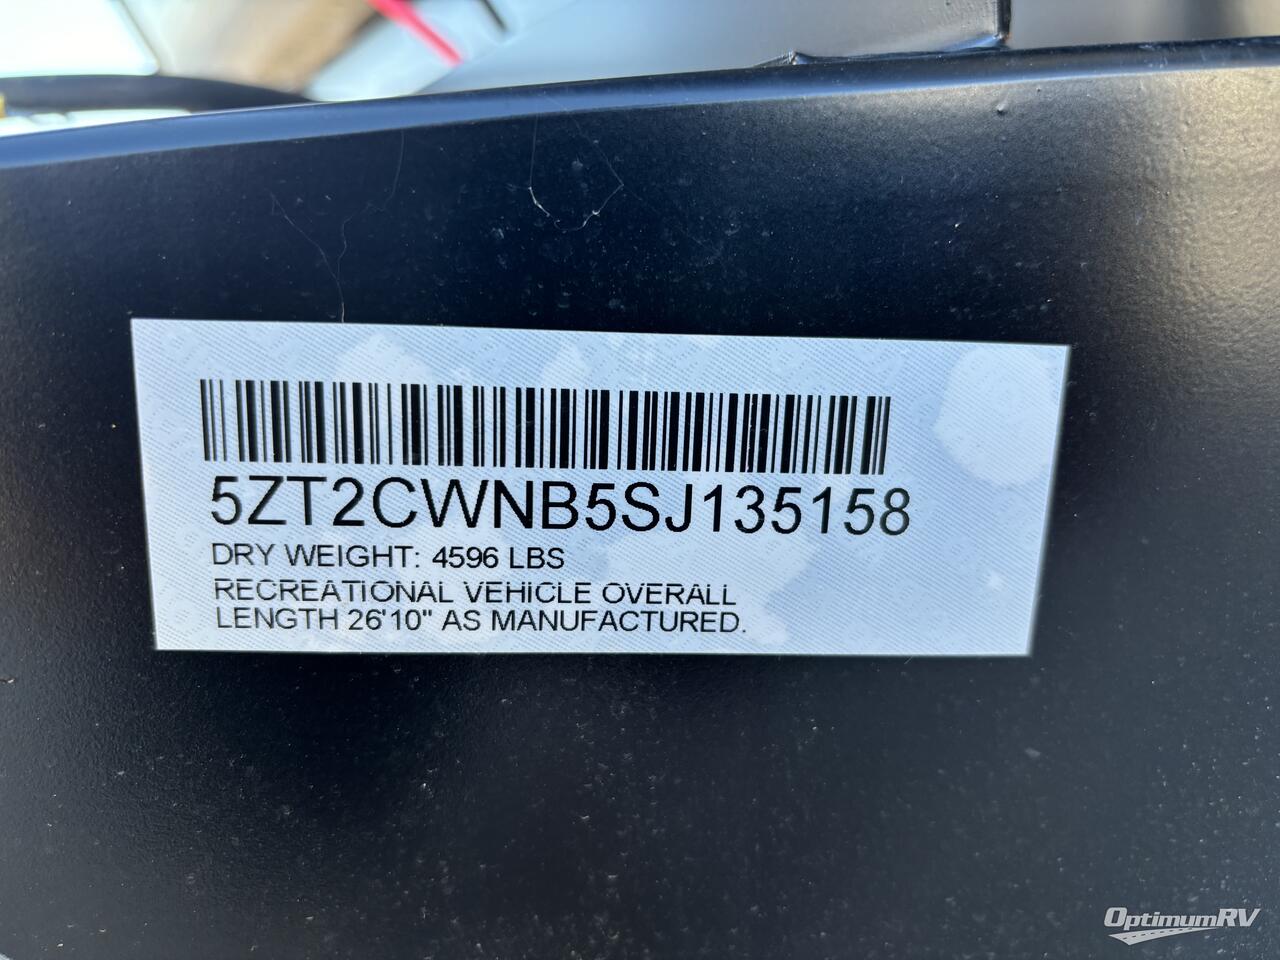 5ZT2CWNB5SJ135158
DRY WEIGHT: 4596 LBS
RECREATIONAL VEHICLE OVERALL
LENGTH 26'10" AS MANUFACTURED.
OptimumRV